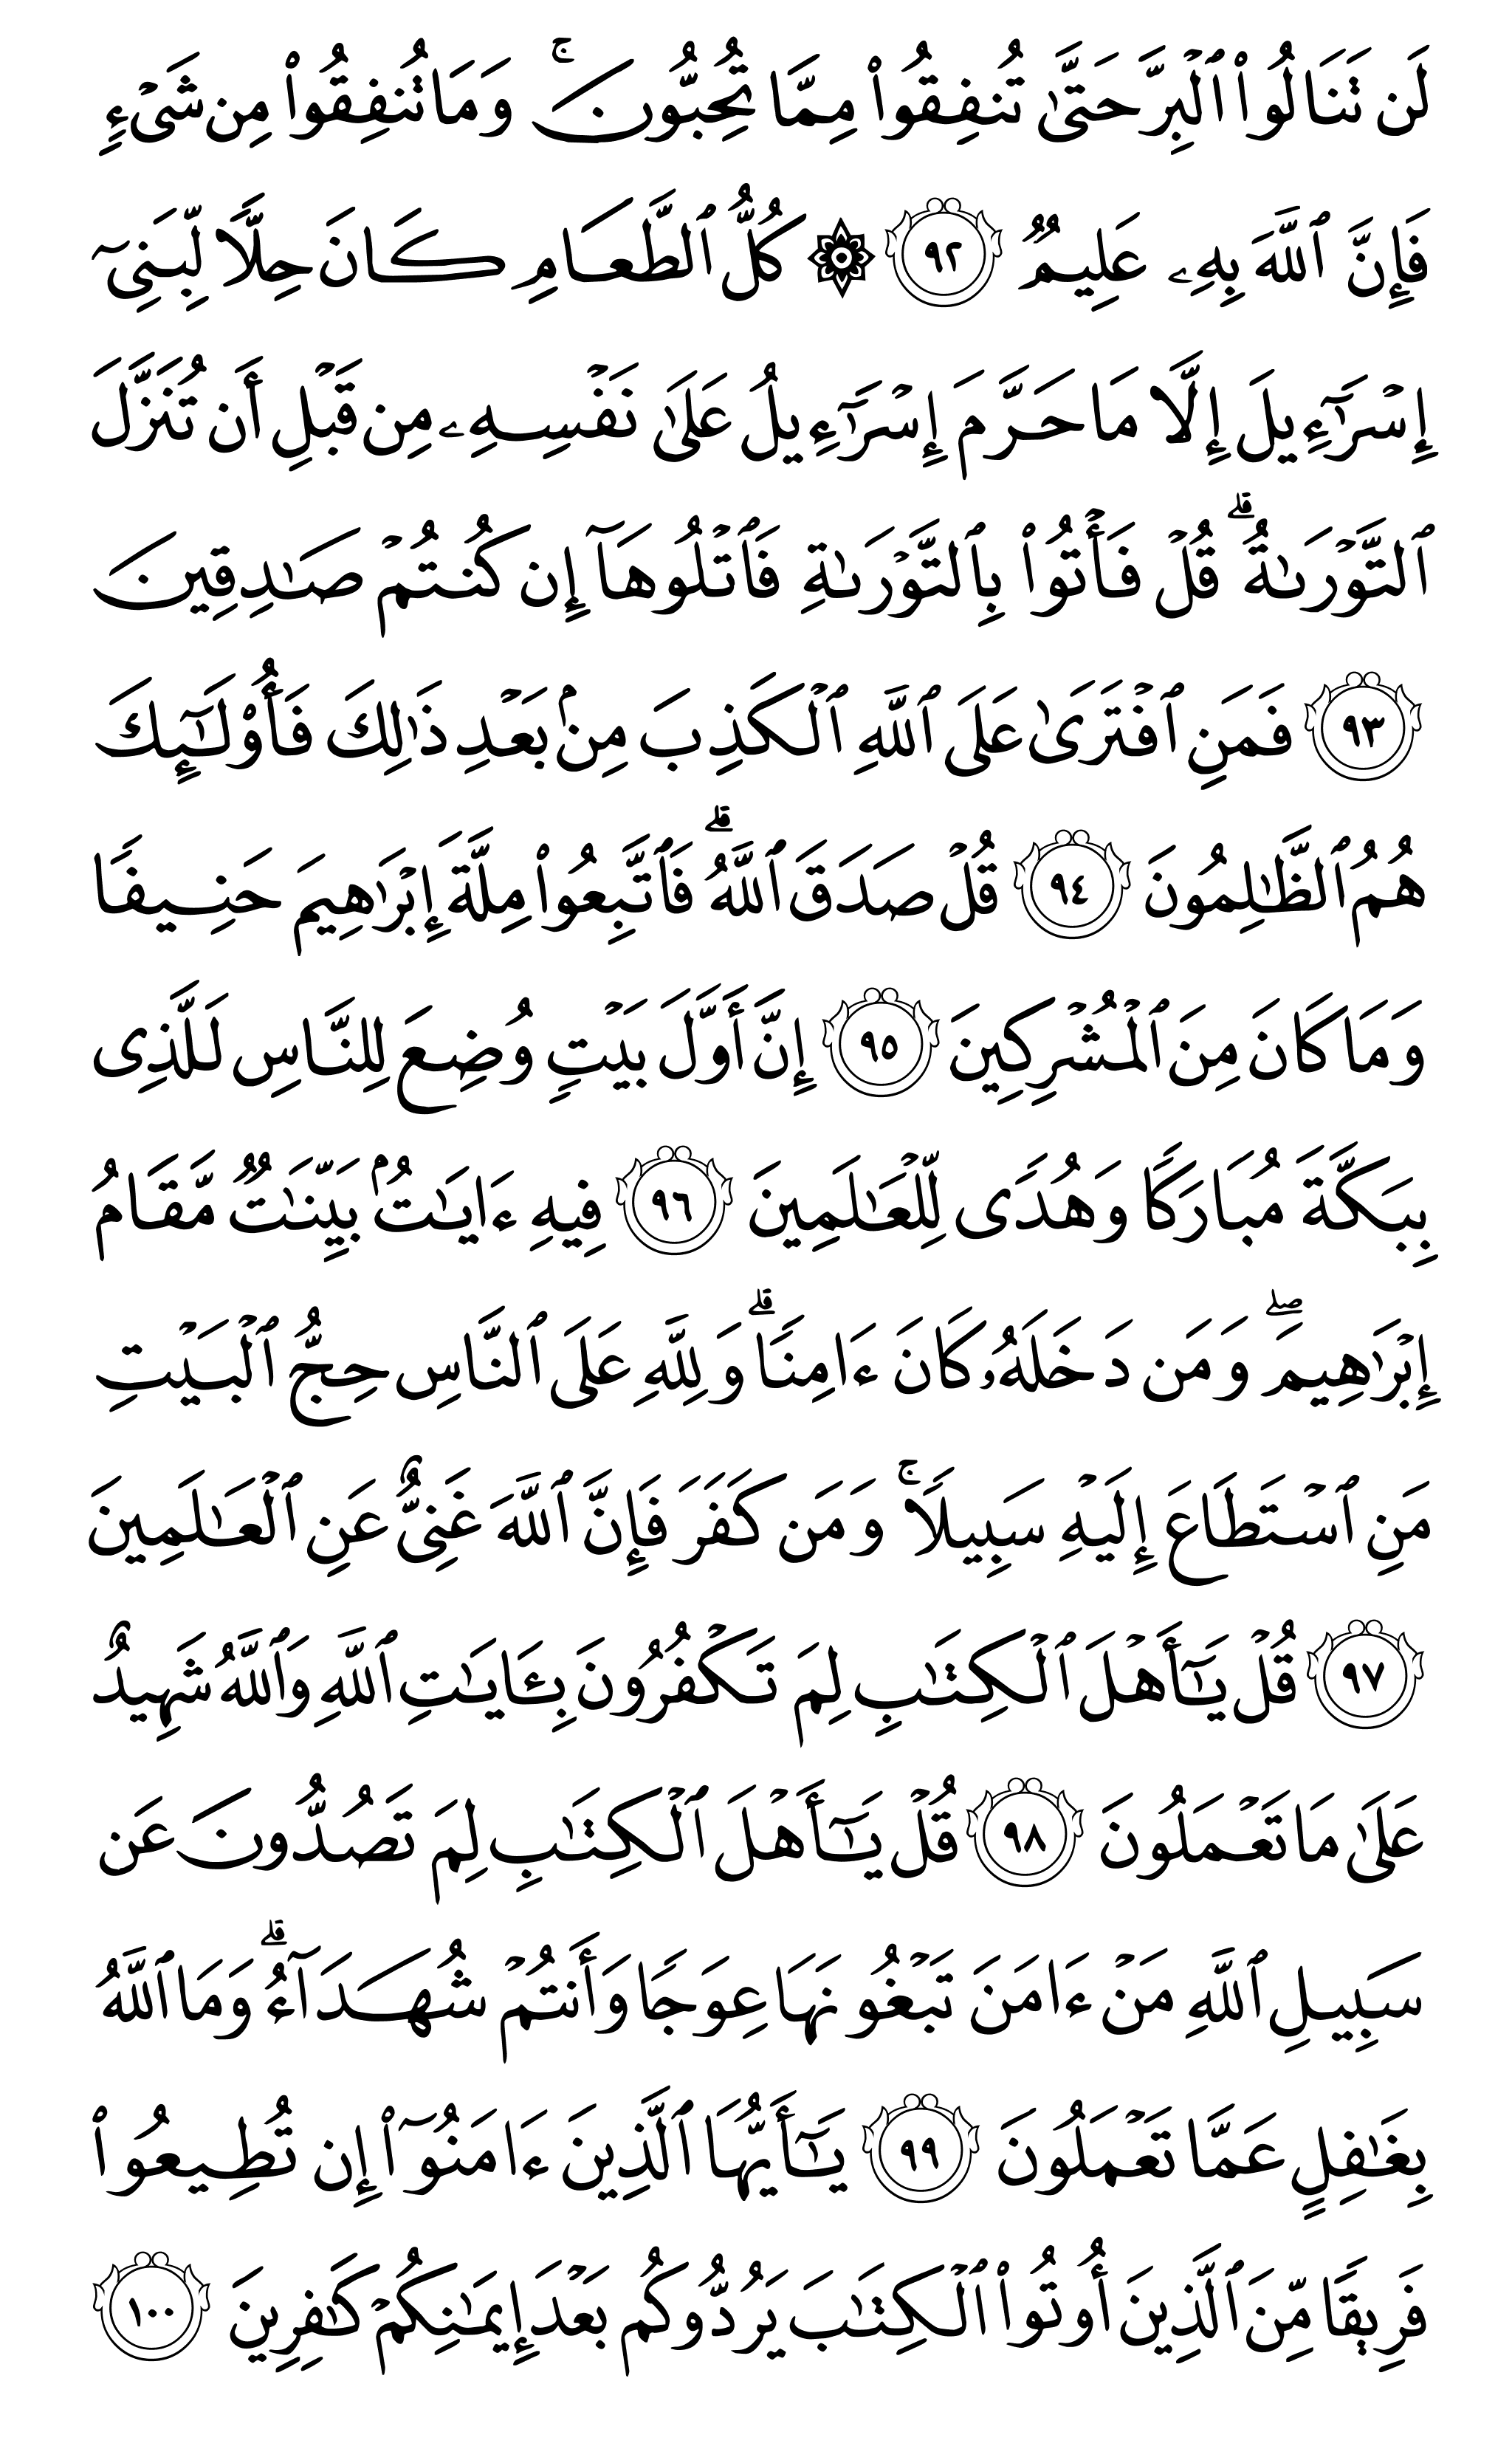 لَن تَنَالُوا۟ ٱلْبِرَّ حَتَّىٰ تُنفِقُوا۟ مِمَّا تُحِبُّونَ ۚ وَمَا تُنفِقُوا۟ مِن شَىْءٍ
فَإِنَّ ٱللَّهَ بِهِۦ عَلِيمٌ ٩٢ ۞ كُلُّ ٱلطَّعَامِ كَانَ حِلًّا لِّبَنِىٓ
إِسْرَٰٓءِيلَ إِلَّا مَا حَرَّمَ إِسْرَٰٓءِيلُ عَلَىٰ نَفْسِهِۦ مِن قَبْلِ أَن تُنَزَّلَ
ٱلتَّوْرَىٰةُ ۗ قُلْ فَأْتُوا۟ بِٱلتَّوْرَىٰةِ فَٱتْلُوهَآ إِن كُنتُمْ صَـٰدِقِينَ
٩٣ فَمَنِ ٱفْتَرَىٰ عَلَى ٱللَّهِ ٱلْكَذِبَ مِنۢ بَعْدِ ذَٰلِكَ فَأُو۟لَـٰٓئِكَ
هُمُ ٱلظَّـٰلِمُونَ ٩٤ قُلْ صَدَقَ ٱللَّهُ ۗ فَٱتَّبِعُوا۟ مِلَّةَ إِبْرَٰهِيمَ حَنِيفًا
وَمَا كَانَ مِنَ ٱلْمُشْرِكِينَ ٩٥ إِنَّ أَوَّلَ بَيْتٍ وُضِعَ لِلنَّاسِ لَلَّذِى
بِبَكَّةَ مُبَارَكًا وَهُدًى لِّلْعَـٰلَمِينَ ٩٦ فِيهِ ءَايَـٰتٌۢ بَيِّنَـٰتٌ مَّقَامُ
إِبْرَٰهِيمَ ۖ وَمَن دَخَلَهُۥ كَانَ ءَامِنًا ۗ وَلِلَّهِ عَلَى ٱلنَّاسِ حِجُّ ٱلْبَيْتِ
مَنِ ٱسْتَطَاعَ إِلَيْهِ سَبِيلًا ۚ وَمَن كَفَرَ فَإِنَّ ٱللَّهَ غَنِىٌّ عَنِ ٱلْعَـٰلَمِينَ
٩٧ قُلْ يَـٰٓأَهْلَ ٱلْكِتَـٰبِ لِمَ تَكْفُرُونَ بِـَٔايَـٰتِ ٱللَّهِ وَٱللَّهُ شَهِيدٌ
عَلَىٰ مَا تَعْمَلُونَ ٩٨ قُلْ يَـٰٓأَهْلَ ٱلْكِتَـٰبِ لِمَ تَصُدُّونَ عَن
سَبِيلِ ٱللَّهِ مَنْ ءَامَنَ تَبْغُونَهَا عِوَجًا وَأَنتُمْ شُهَدَآءُ ۗ وَمَا ٱللَّهُ
بِغَـٰفِلٍ عَمَّا تَعْمَلُونَ ٩٩ يَـٰٓأَيُّهَا ٱلَّذِينَ ءَامَنُوٓا۟ إِن تُطِيعُوا۟
فَرِيقًا مِّنَ ٱلَّذِينَ أُوتُوا۟ ٱلْكِتَـٰبَ يَرُدُّوكُم بَعْدَ إِيمَـٰنِكُمْ كَـٰفِرِينَ ١٠٠